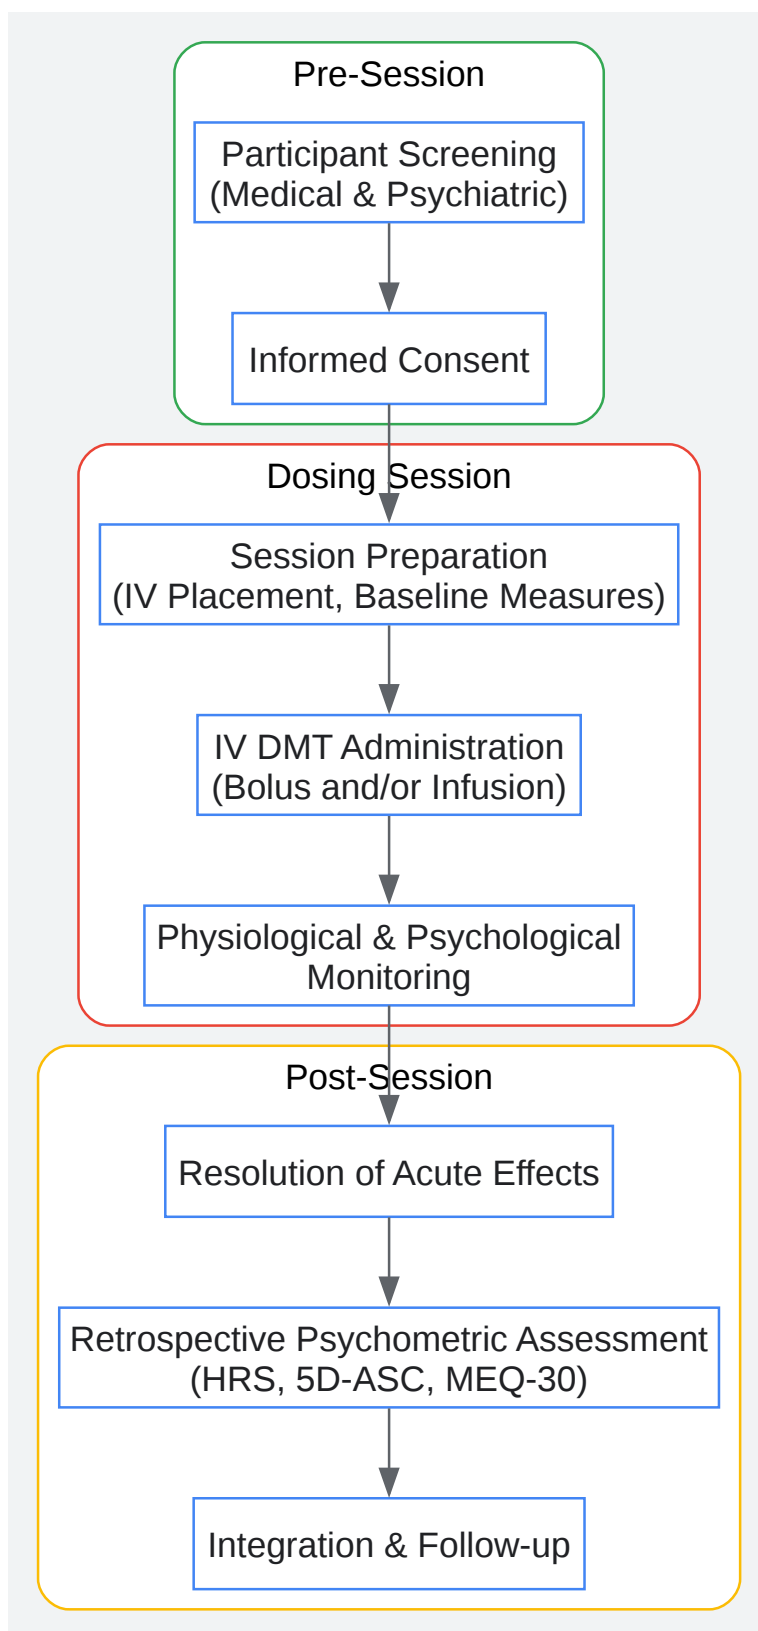 Pre-Session
Participant Screening
(Medical & Psychiatric)
Informed Consent
Dosing Session
Session Preparation
(IV Placement, Baseline Measures)
IV DMT Administration
(Bolus and/or Infusion)
Physiological & Psychological
Monitoring
Post-Session
Resolution of Acute Effects
Retrospective Psychometric Assessment
(HRS, 5D-ASC, MEQ-30)
Integration & Follow-up